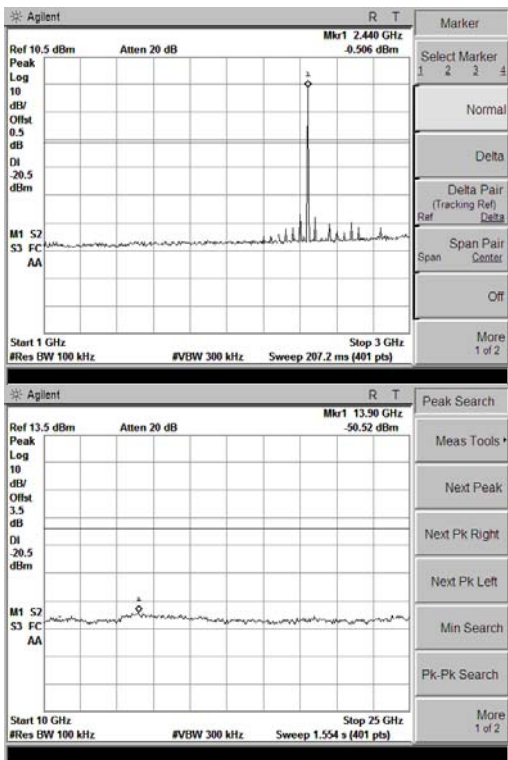 Agilent R T
Mkr1 2.440 GHz
Ref 10.5 dBm Atten 20 dB -0.506 dBm
Peak
Log
10
dB/
Offst
0.5
dB
DI
-20.5
dBm
M1 S2
S3 FC
AA
1
Start 1 GHz Stop 3 GHz
#Res BW 100 kHz #VBW 300 kHz Sweep 207.2 ms (401 pts)
Marker
Select Marker
1 2 3 4
Normal
Delta
Delta Pair
(Tracking Ref)
Ref Delta
Span Pair
Span Center
Off
More
1 of 2
Agilent R T
Mkr1 13.90 GHz
Ref 13.5 dBm Atten 20 dB -50.52 dBm
Peak
Log
10
dB/
Offst
3.5
dB
DI
-20.5
dBm
M1 S2
S3 FC
AA
1
Start 10 GHz Stop 25 GHz
#Res BW 100 kHz #VBW 300 kHz Sweep 1.554 s (401 pts)
Peak Search
Meas Tools
Next Peak
Next Pk Right
Next Pk Left
Min Search
Pk-Pk Search
More
1 of 2